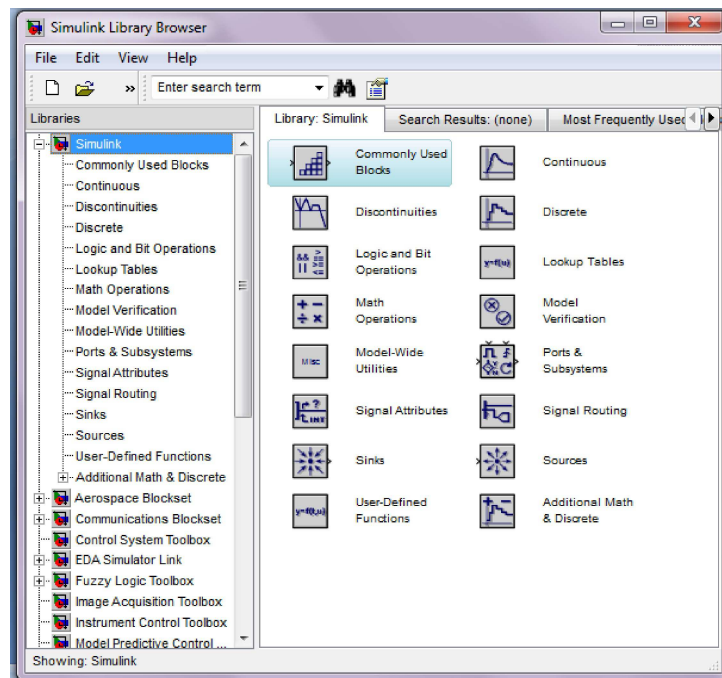 Simulink Library Browser
File Edit View Help
» Enter search term
Libraries
Library: Simulink
Search Results: (none)
Most Frequently Used
Simulink
Commonly Used Blocks
Continuous
Discontinuities
Discrete
Logic and Bit Operations
Lookup Tables
Math Operations
Model Verification
Model-Wide Utilities
Ports & Subsystems
Signal Attributes
Signal Routing
Sinks
Sources
User-Defined Functions
Additional Math & Discrete
Aerospace Blockset
Communications Blockset
Control System Toolbox
EDA Simulator Link
Fuzzy Logic Toolbox
Image Acquisition Toolbox
Instrument Control Toolbox
Model Predictive Control ...
Commonly Used
Blocks
Continuous
Discontinuities
Discrete
&& > || >= <=
Logic and Bit
Operations
y=f(u)
Lookup Tables
+ − ÷ ×
Math
Operations
Model
Verification
Misc
Model-Wide
Utilities
Ports &
Subsystems
? INT
Signal Attributes
Signal Routing
Sinks
Sources
y=f(t,u)
User-Defined
Functions
Additional Math
& Discrete
Showing: Simulink